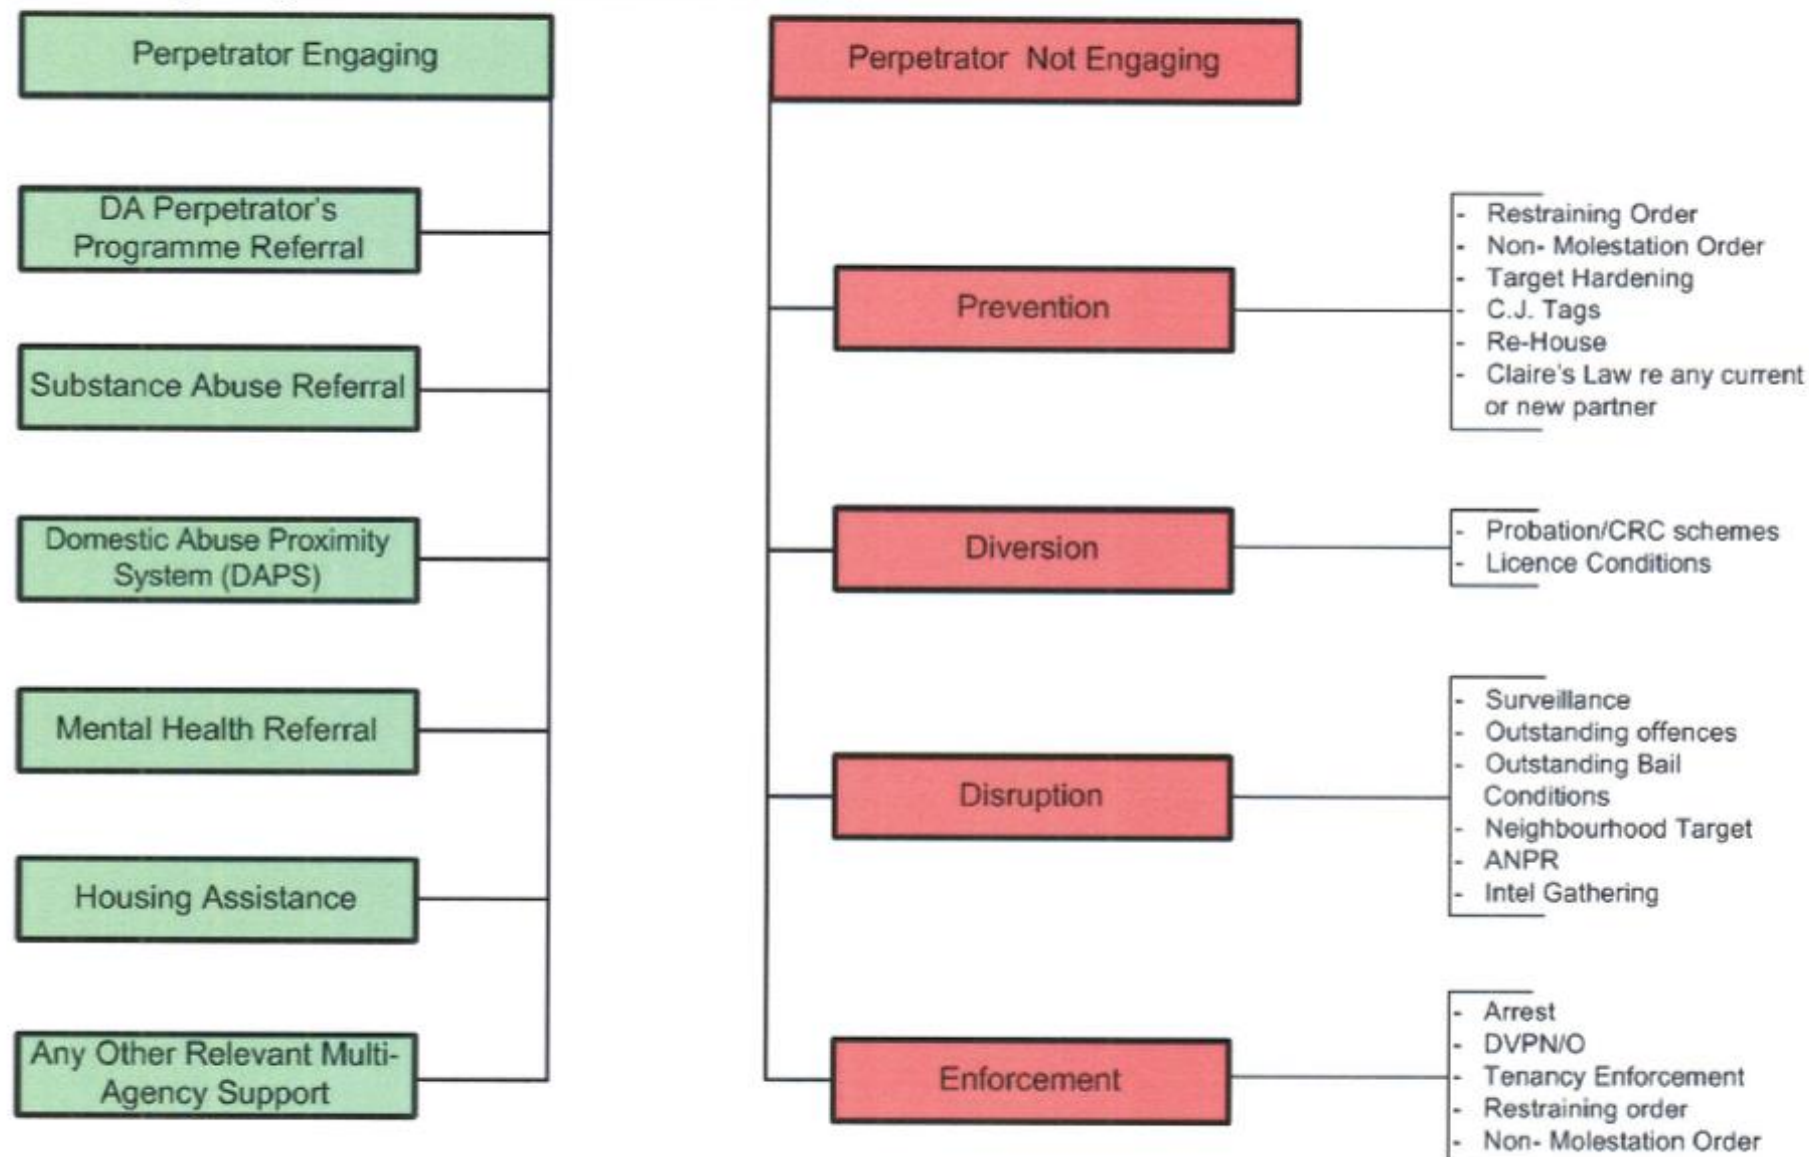 Perpetrator Engaging
DA Perpetrator's
Programme Referral
Substance Abuse Referral
Domestic Abuse Proximity
System (DAPS)
Mental Health Referral
Housing Assistance
Any Other Relevant Multi-
Agency Support
Perpetrator Not Engaging
Prevention
- Restraining Order
- Non- Molestation Order
- Target Hardening
- C.J. Tags
- Re-House
- Claire's Law re any current
or new partner
Diversion
- Probation/CRC schemes
- Licence Conditions
Disruption
- Surveillance
- Outstanding offences
- Outstanding Bail
Conditions
- Neighbourhood Target
- ANPR
- Intel Gathering
Enforcement
- Arrest
- DVPN/O
- Tenancy Enforcement
- Restraining order
- Non- Molestation Order